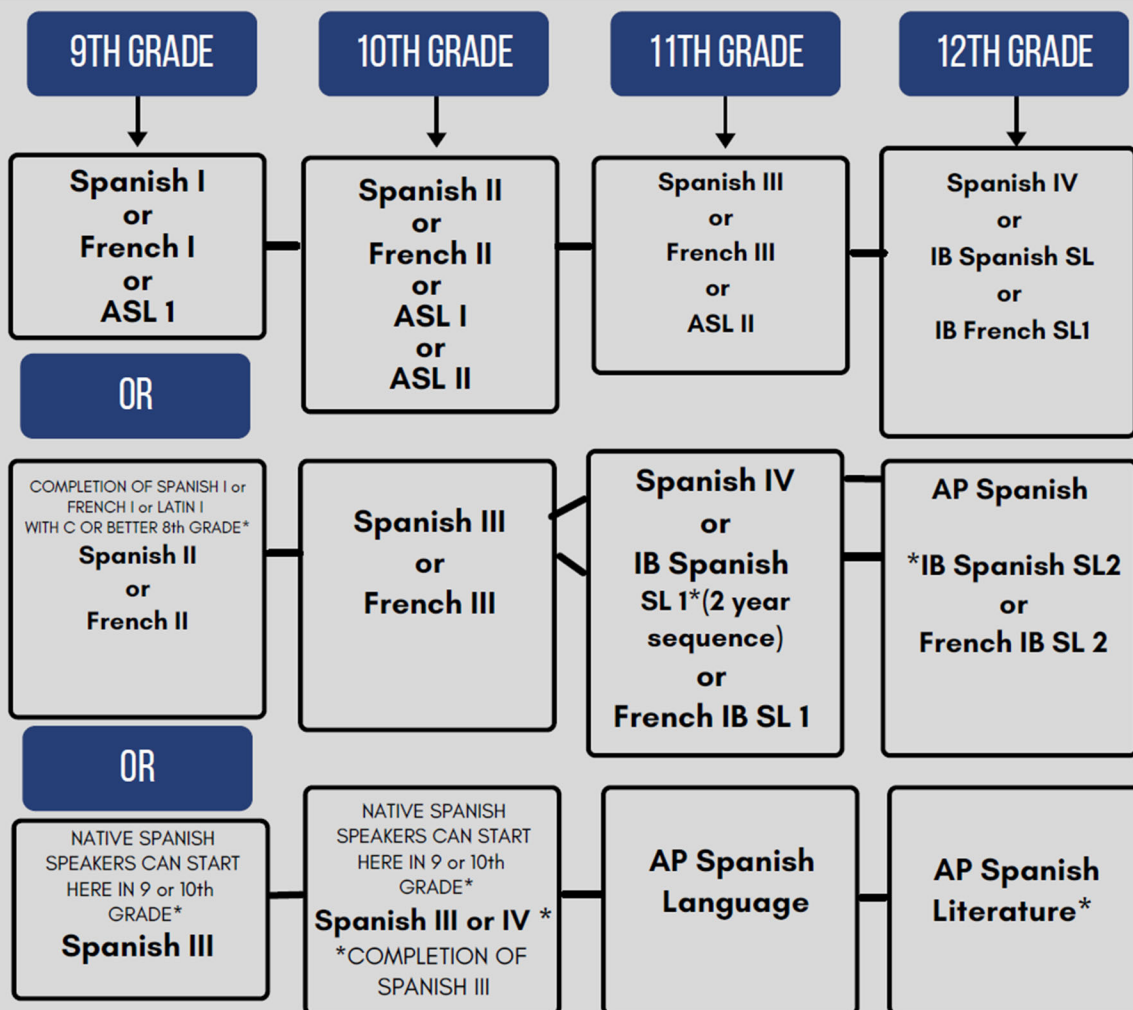 9TH GRADE
10TH GRADE
11TH GRADE
12TH GRADE
Spanish I
or
French I
or
ASL 1
Spanish II
or
French II
or
ASL I
or
ASL II
Spanish III
or
French III
or
ASL II
Spanish IV
or
IB Spanish SL
or
IB French SL1
OR
COMPLETION OF SPANISH I or
FRENCH I or LATIN I
WITH C OR BETTER 8th GRADE*
Spanish II
or
French II
Spanish III
or
French III
Spanish IV
or
IB Spanish
SL 1*(2 year
sequence)
or
French IB SL 1
AP Spanish
*IB Spanish SL2
or
French IB SL 2
OR
NATIVE SPANISH
SPEAKERS CAN START
HERE IN 9 or 10th
GRADE*
Spanish III
NATIVE SPANISH
SPEAKERS CAN START
HERE IN 9 or 10th
GRADE*
Spanish III or IV *
*COMPLETION OF
SPANISH III
AP Spanish
Language
AP Spanish
Literature*